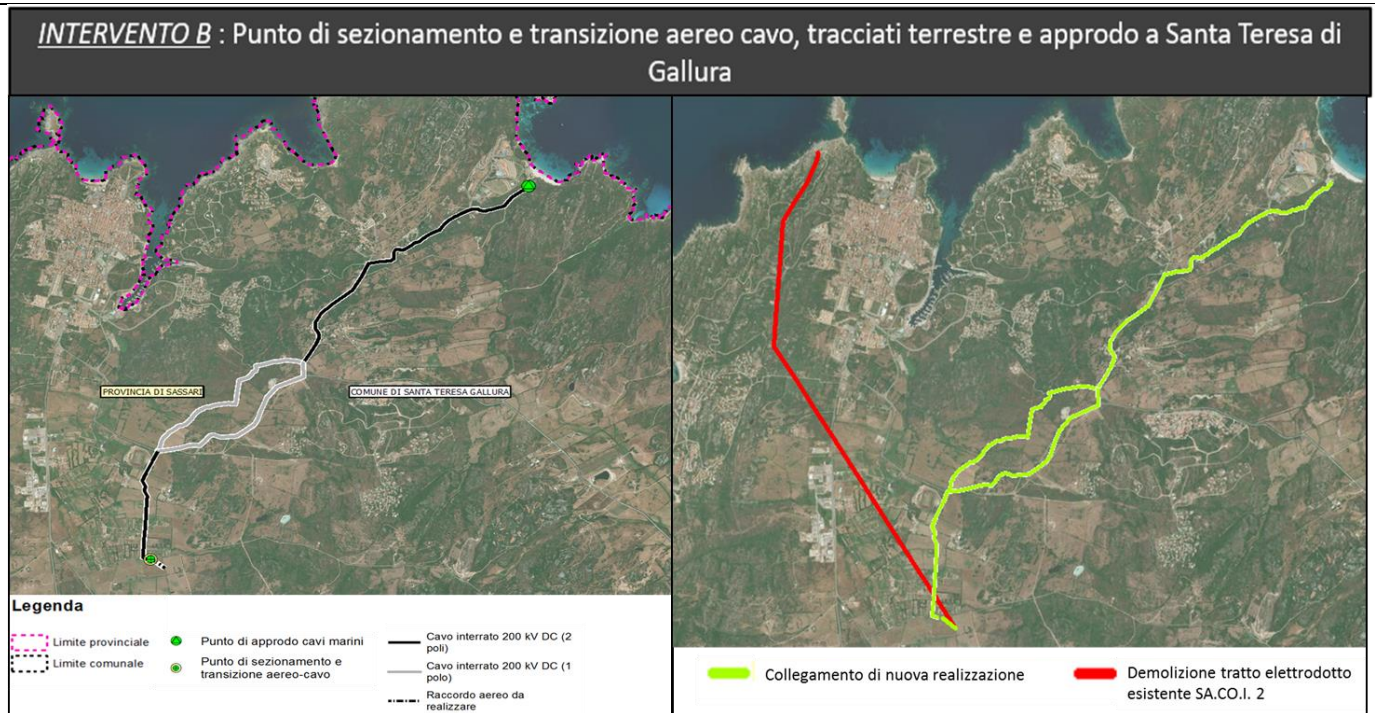 INTERVENTO B : Punto di sezionamento e transizione aereo cavo, tracciati terrestre e approdo a Santa Teresa di
Gallura
PROVINCIA DI SASSARI
COMUNE DI SANTA TERESA GALLURA
Legenda
Limite provinciale
Limite comunale
Punto di approdo cavi marini
Punto di sezionamento e
transizione aereo-cavo
Cavo interrato 200 kV DC (2
poli)
Cavo interrato 200 kV DC (1
polo)
Raccordo aereo da
realizzare
Collegamento di nuova realizzazione
Demolizione tratto elettrodotto
esistente SA.CO.I. 2